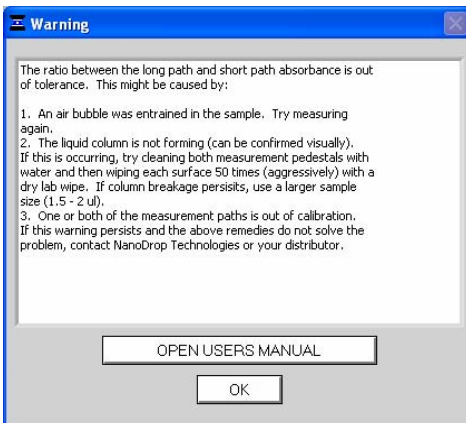 Warning
The ratio between the long path and short path absorbance is out
of tolerance. This might be caused by:
1. An air bubble was entrained in the sample. Try measuring
again.
2. The liquid column is not forming (can be confirmed visually).
If this is occurring, try cleaning both measurement pedestals with
water and then wiping each surface 50 times (aggressively) with a
dry lab wipe. If column breakage persisits, use a larger sample
size (1.5 - 2 ul).
3. One or both of the measurement paths is out of calibration.
If this warning persists and the above remedies do not solve the
problem, contact NanoDrop Technologies or your distributor.
OPEN USERS MANUAL
OK